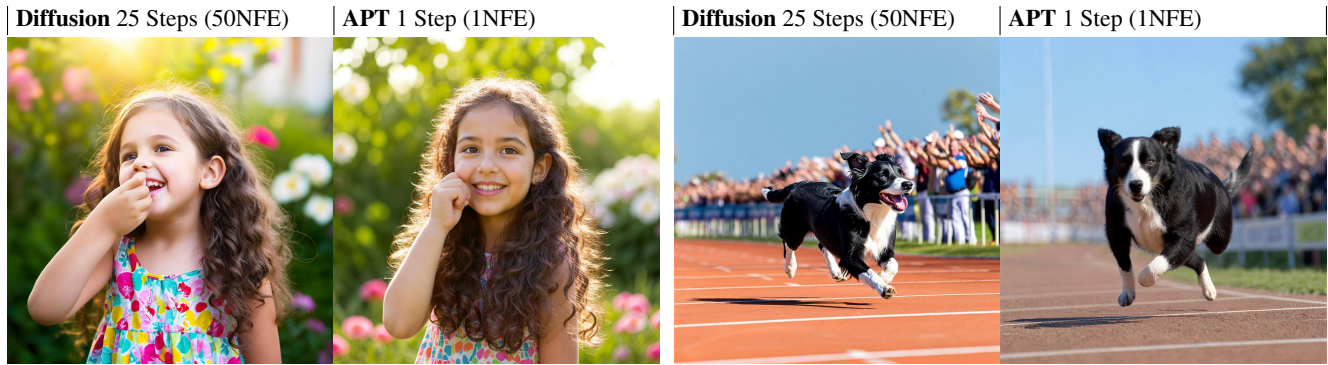 Diffusion 25 Steps (50NFE)
APT 1 Step (1NFE)
Diffusion 25 Steps (50NFE)
APT 1 Step (1NFE)